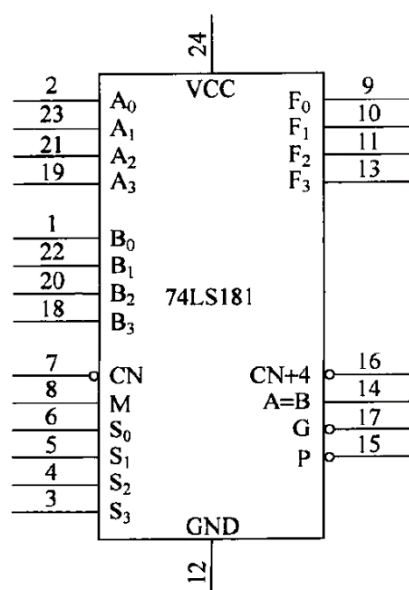 24
VCC
2 A0 F0 9
23 A1 F1 10
21 A2 F2 11
19 A3 F3 13
1 B0
22 B1
20 B2
18 B3
74LS181
7 CN CN+4 16
8 M A=B 14
6 S0 G 17
5 S1 P 15
4 S2
3 S3
GND
12